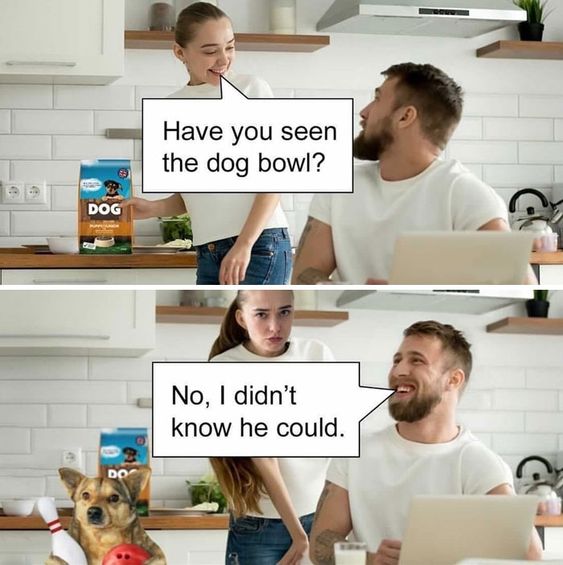 Have you seen
the dog bowl?
DOG
No, I didn't
know he could.